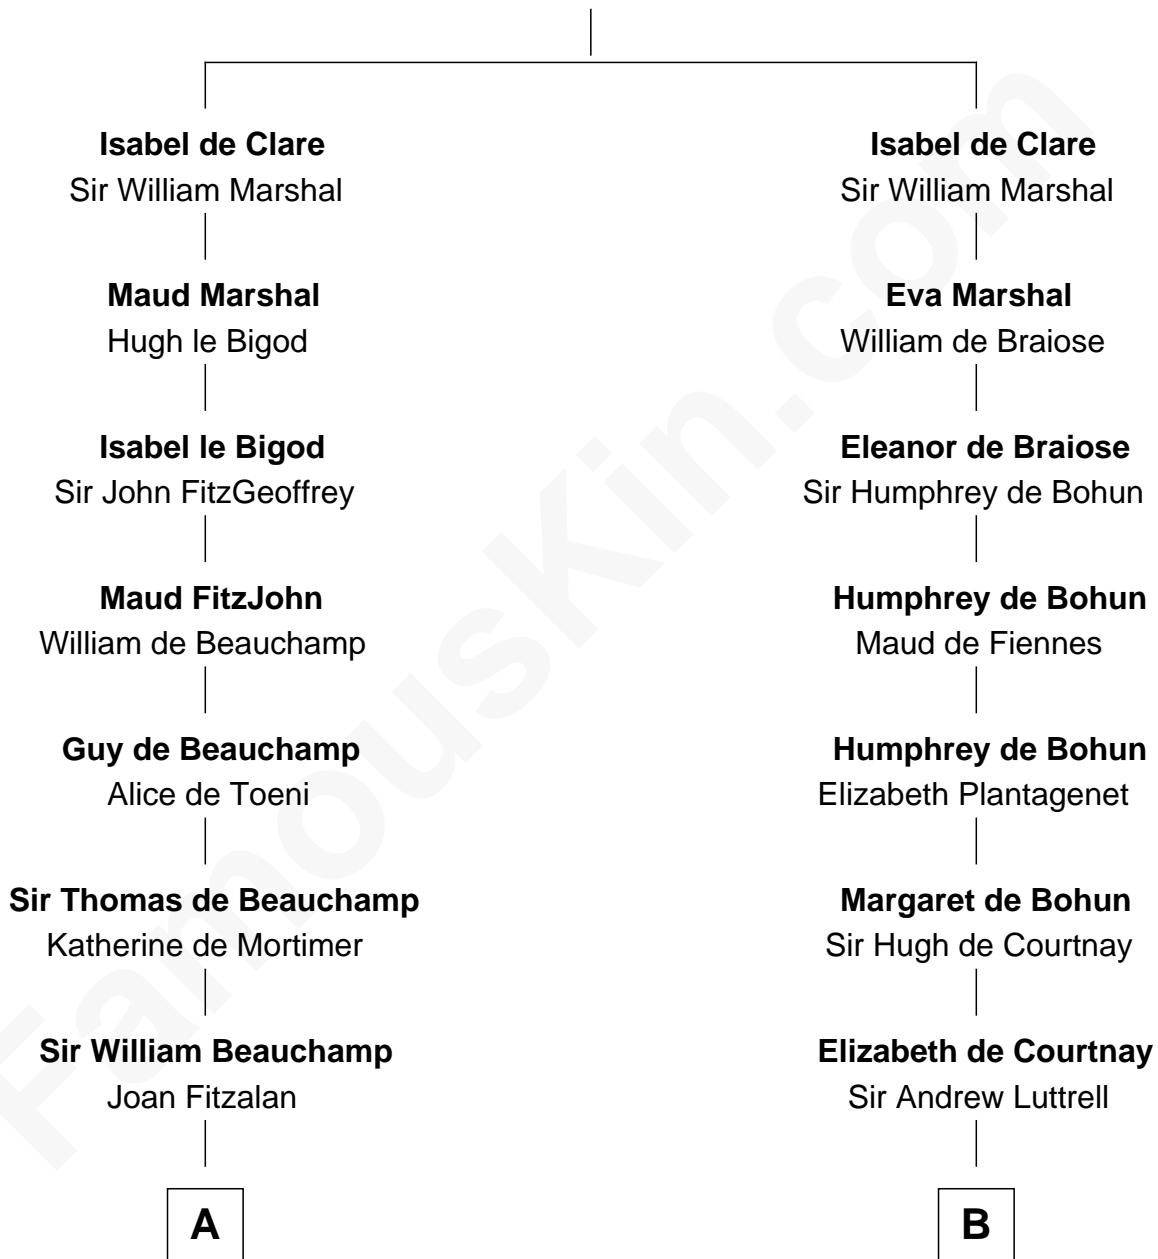 Isabel de Clare
Sir William Marshal
Maud Marshal
Hugh le Bigod
Isabel le Bigod
Sir John FitzGeoffrey
Maud FitzJohn
William de Beauchamp
Guy de Beauchamp
Alice de Toeni
Sir Thomas de Beauchamp
Katherine de Mortimer
Sir William Beauchamp
Joan Fitzalan
A
Isabel de Clare
Sir William Marshal
Eva Marshal
William de Braiose
Eleanor de Braiose
Sir Humphrey de Bohun
Humphrey de Bohun
Maud de Fiennes
Humphrey de Bohun
Elizabeth Plantagenet
Margaret de Bohun
Sir Hugh de Courtnay
Elizabeth de Courtnay
Sir Andrew Luttrell
B
FamousKin.com